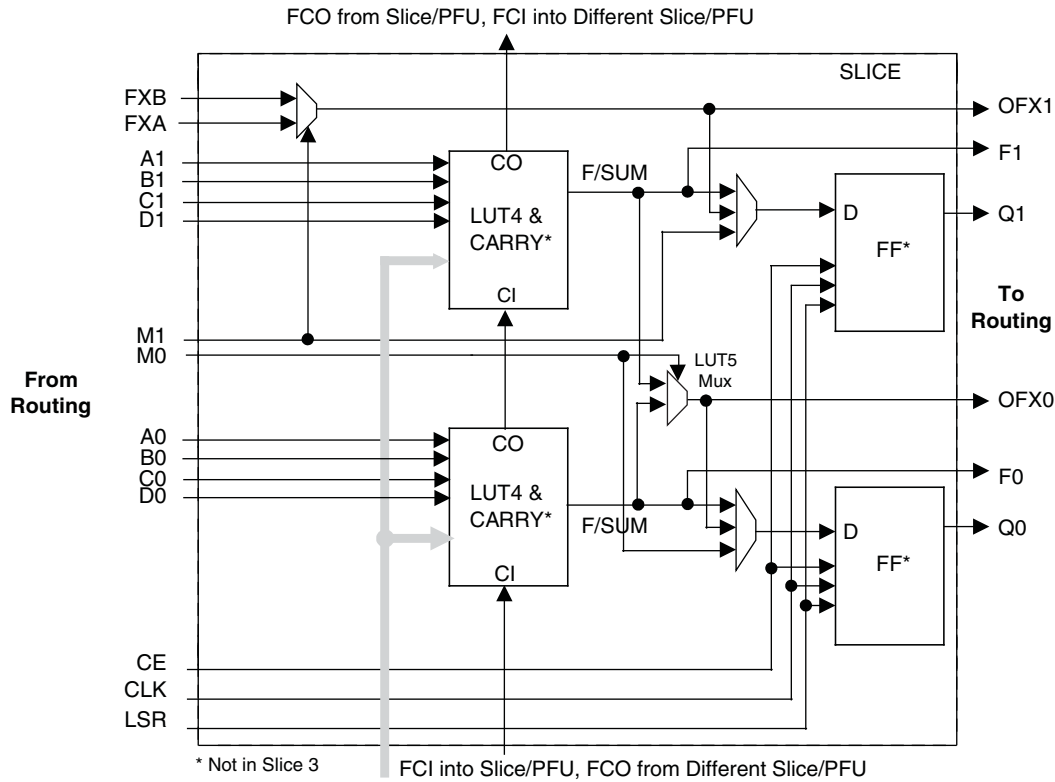 FCO from Slice/PFU, FCI into Different Slice/PFU
SLICE
FXB
FXA
OFX1
F1
A1
B1
C1
D1
CO
LUT4 &
CARRY*
CI
F/SUM
D
FF*
Q1
To
Routing
M1
M0
From
Routing
LUT5
Mux
OFX0
A0
B0
C0
D0
CO
LUT4 &
CARRY*
CI
F/SUM
F0
D
FF*
Q0
CE
CLK
LSR
* Not in Slice 3
FCI into Slice/PFU, FCO from Different Slice/PFU